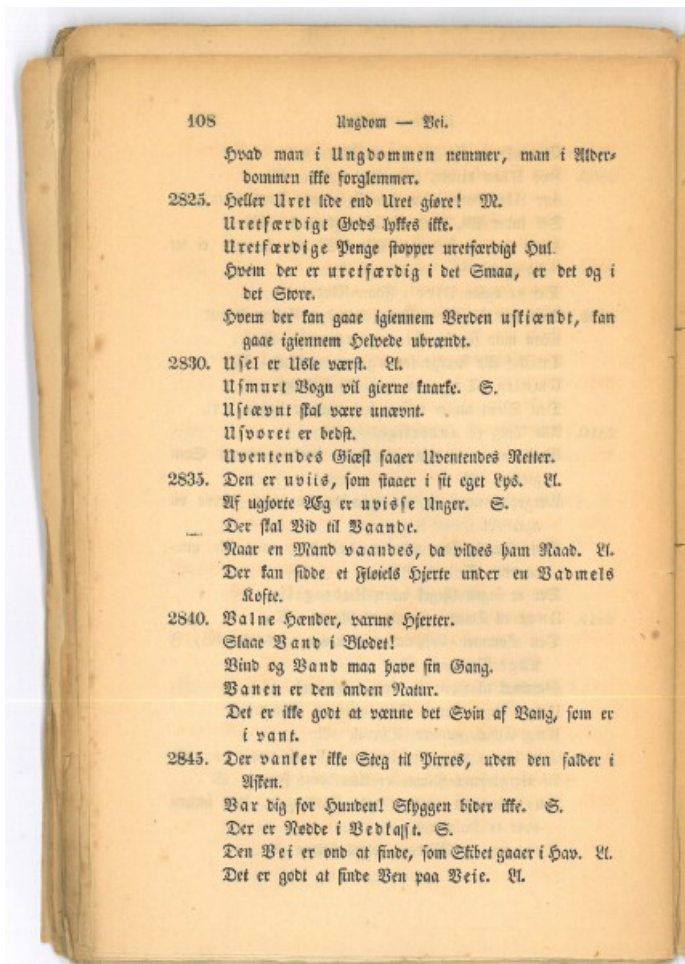 108 Ungdom — Vei.
Hvad man i Ungdommen nemmer, man i Alder-
dommen ikke forglemmer.
2825. Heller Uret lide end Uret giøre! M.
Uretfærdigt Gods lykkes ikke.
Uretfærdige Penge stopper uretfærdigt Hul.
Hvem der er uretfærdig i det Smaa, er det og i
det Store.
Hvem der kan gaae igiennem Verden uskiændt, kan
gaae igiennem Helvede ubrændt.
2830. Usel er Usle værst. Ll.
Usmurt Vogn vil gierne knarke. S.
Ustævnt skal være unævnt.
Usvoret er bedst.
Uventendes Giæst faaer Uventendes Retter.
2835. Den er uviis, som staaer i sit eget Lys. Ll.
Af ugjorte Æg er uvisse Unger. S.
Der skal Vid til Vaande.
Naar en Mand vaandes, da vildes ham Raad. Ll.
Der kan sidde et Fløiels Hjerte under en Vadmels
Kofte.
2840. Valne Hænder, varme Hjerter.
Slaae Vand i Blodet!
Vind og Vand maa have sin Gang.
Vanen er den anden Natur.
Det er ikke godt at vænne det Svin af Vang, som er
i vant.
2845. Der vanker ikke Steg til Pirres, uden den falder i
Asken.
Var dig for Hunden! Skyggen bider ikke. S.
Der er Nødde i Vedkast. S.
Den Vei er ond at finde, som Skibet gaaer i Hav. Ll.
Det er godt at finde Ven paa Veie. Ll.